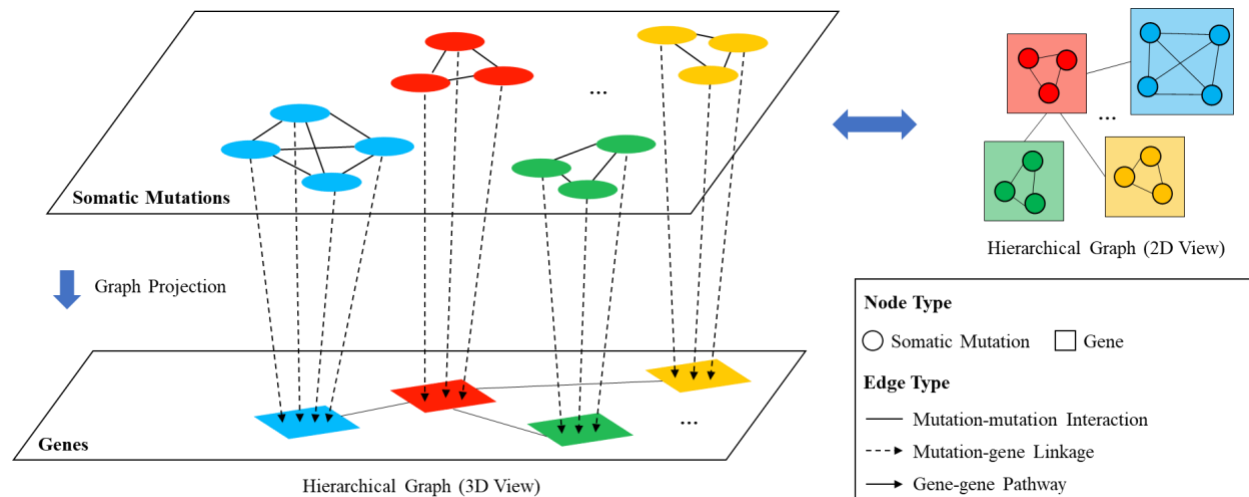 ...
Somatic Mutations
Graph Projection
...
Genes
Hierarchical Graph (3D View)
...
Hierarchical Graph (2D View)
Node Type
Somatic Mutation
Gene
Edge Type
Mutation-mutation Interaction
Mutation-gene Linkage
Gene-gene Pathway